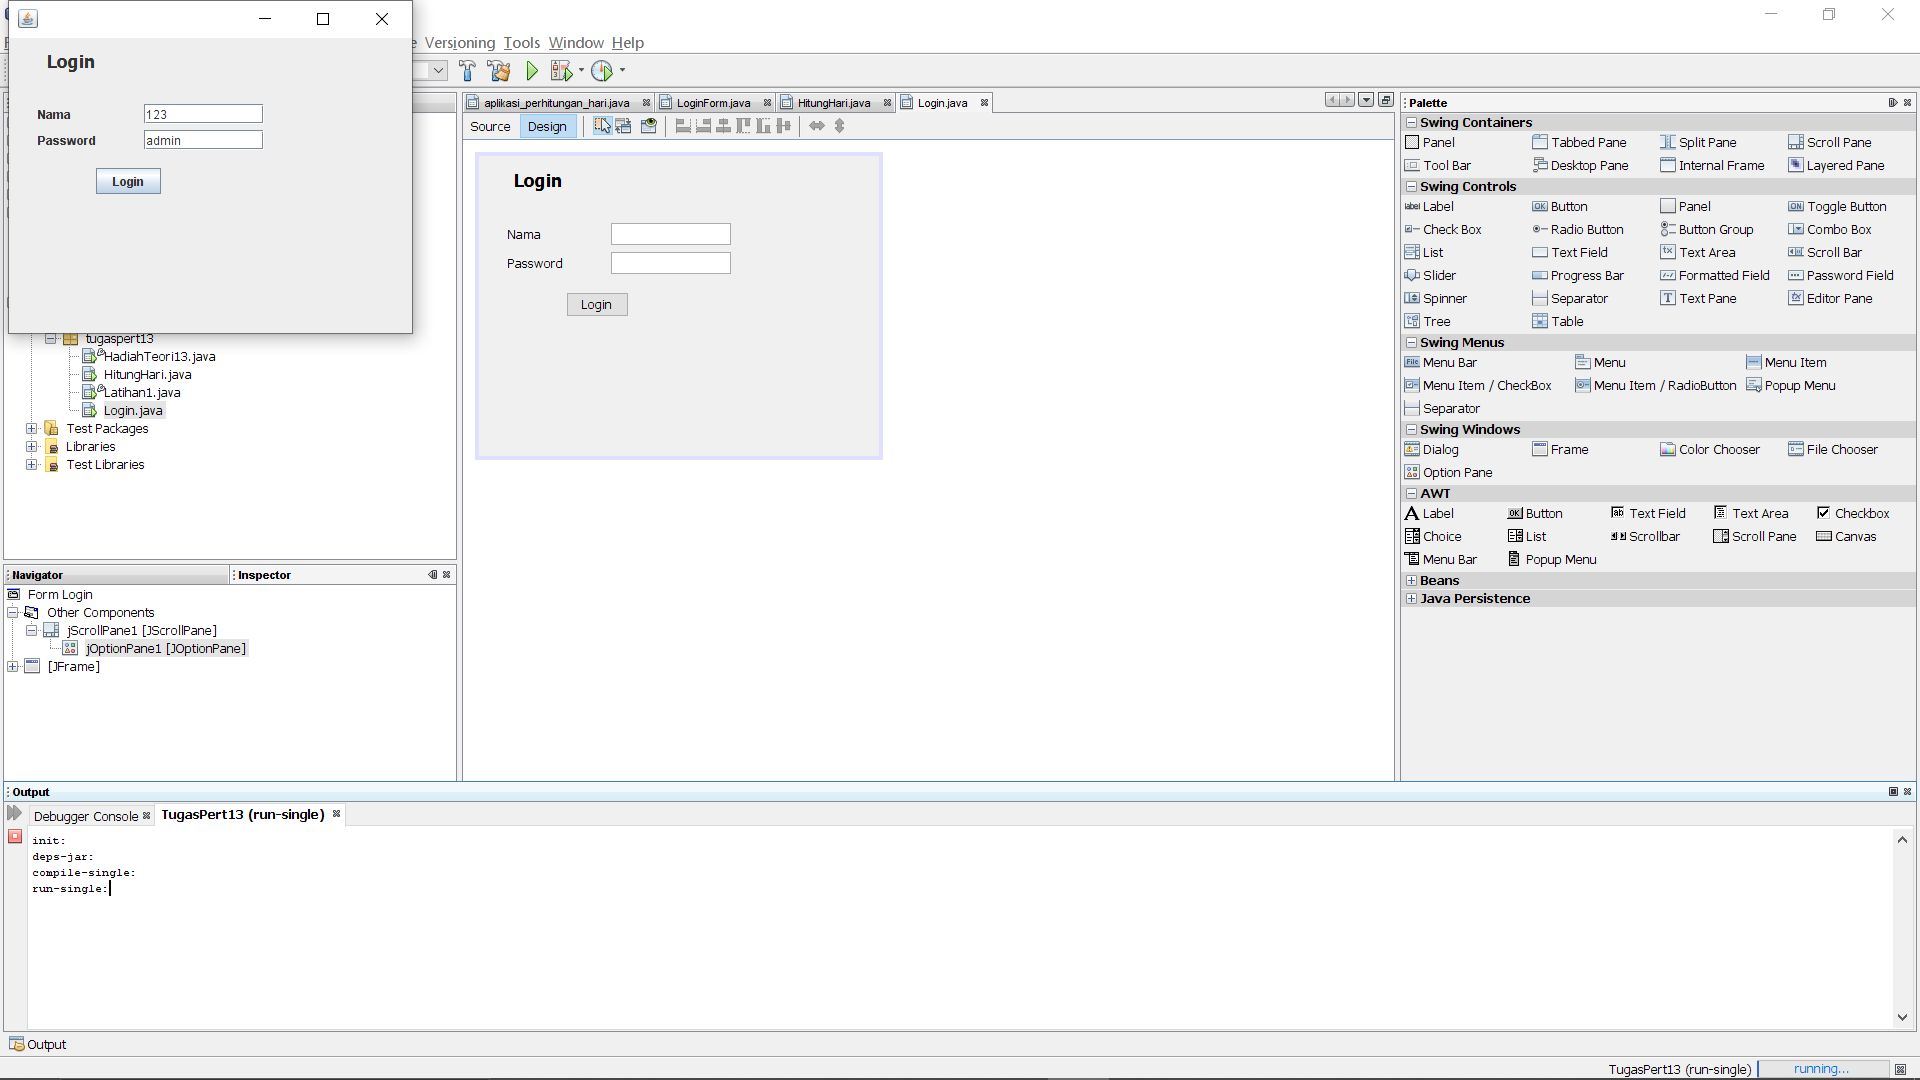 Versioning Tools Window Help
Login
Nama 123
Password admin
Login
aplikasi_perhitungan_hari.java LoginForm.java HitungHari.java Login.java
Source Design
Login
Nama
Password
Login
tugaspert13
HadiahTeori13.java
HitungHari.java
Latihan1.java
Login.java
Test Packages
Libraries
Test Libraries
Navigator Inspector
Form Login
Other Components
jScrollPane1 [JScrollPane]
jOptionPane1 [JOptionPane]
[JFrame]
Palette
Swing Containers
Panel Tabbed Pane Split Pane Scroll Pane
Tool Bar Desktop Pane Internal Frame Layered Pane
Swing Controls
Label Button Panel Toggle Button
Check Box Radio Button Button Group Combo Box
List Text Field Text Area Scroll Bar
Slider Progress Bar Formatted Field Password Field
Spinner Separator Text Pane Editor Pane
Tree Table
Swing Menus
Menu Bar Menu Menu Item
Menu Item / CheckBox Menu Item / RadioButton Popup Menu
Separator
Swing Windows
Dialog Frame Color Chooser File Chooser
Option Pane
AWT
Label Button Text Field Text Area Checkbox
Choice List Scrollbar Scroll Pane Canvas
Menu Bar Popup Menu
Beans
Java Persistence
Output
Debugger Console TugasPert13 (run-single)
init:
deps-jar:
compile-single:
run-single:
Output
TugasPert13 (run-single) running...